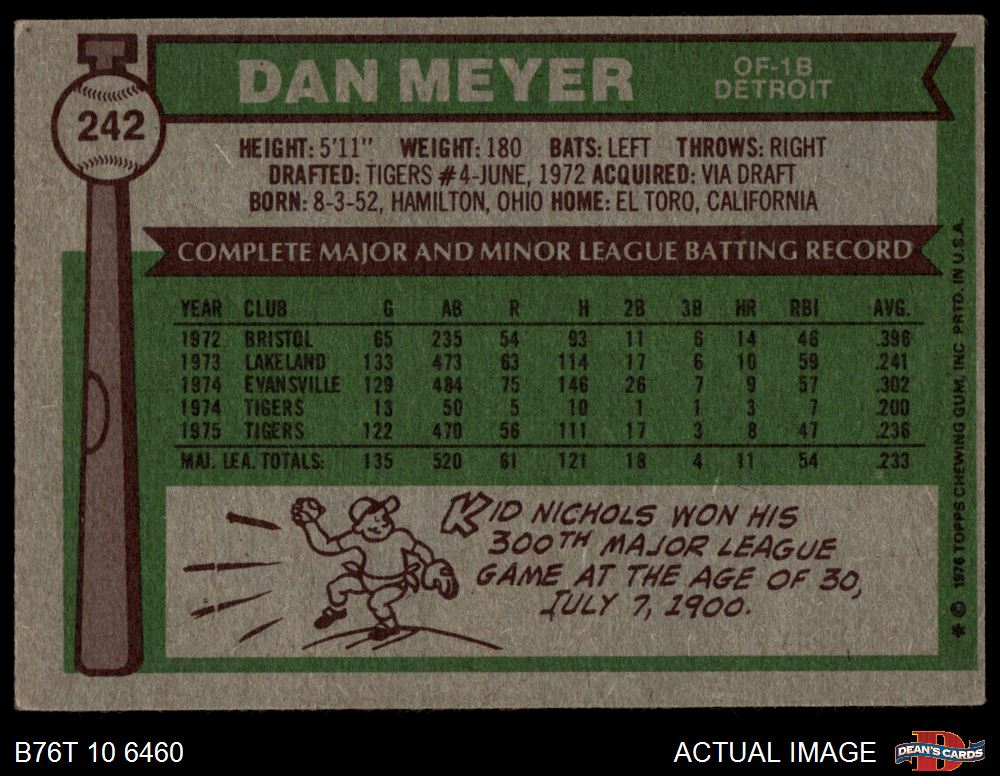 242
DAN MEYER
OF-1B
DETROIT
HEIGHT: 5'11" WEIGHT: 180 BATS: LEFT THROWS: RIGHT
DRAFTED: TIGERS #4-JUNE, 1972 ACQUIRED: VIA DRAFT
BORN: 8-3-52, HAMILTON, OHIO HOME: EL TORO, CALIFORNIA
COMPLETE MAJOR AND MINOR LEAGUE BATTING RECORD
YEAR CLUB G AB R H 2B 3B HR RBI AVG.
1972 BRISTOL 65 235 54 93 11 6 14 46 .396
1973 LAKELAND 133 473 63 114 17 6 10 59 .241
1974 EVANSVILLE 129 484 75 146 26 7 9 57 .302
1974 TIGERS 13 50 5 10 1 1 3 7 .200
1975 TIGERS 122 470 56 111 17 3 8 47 .236
MAJ. LEA. TOTALS: 135 520 61 121 18 4 11 54 .233
KID NICHOLS WON HIS
300TH MAJOR LEAGUE
GAME AT THE AGE OF 30,
JULY 7, 1900.
* © 1976 TOPPS CHEWING GUM, INC. PRTD. IN U.S.A.
B76T 10 6460
ACTUAL IMAGE
DEAN'S CARDS